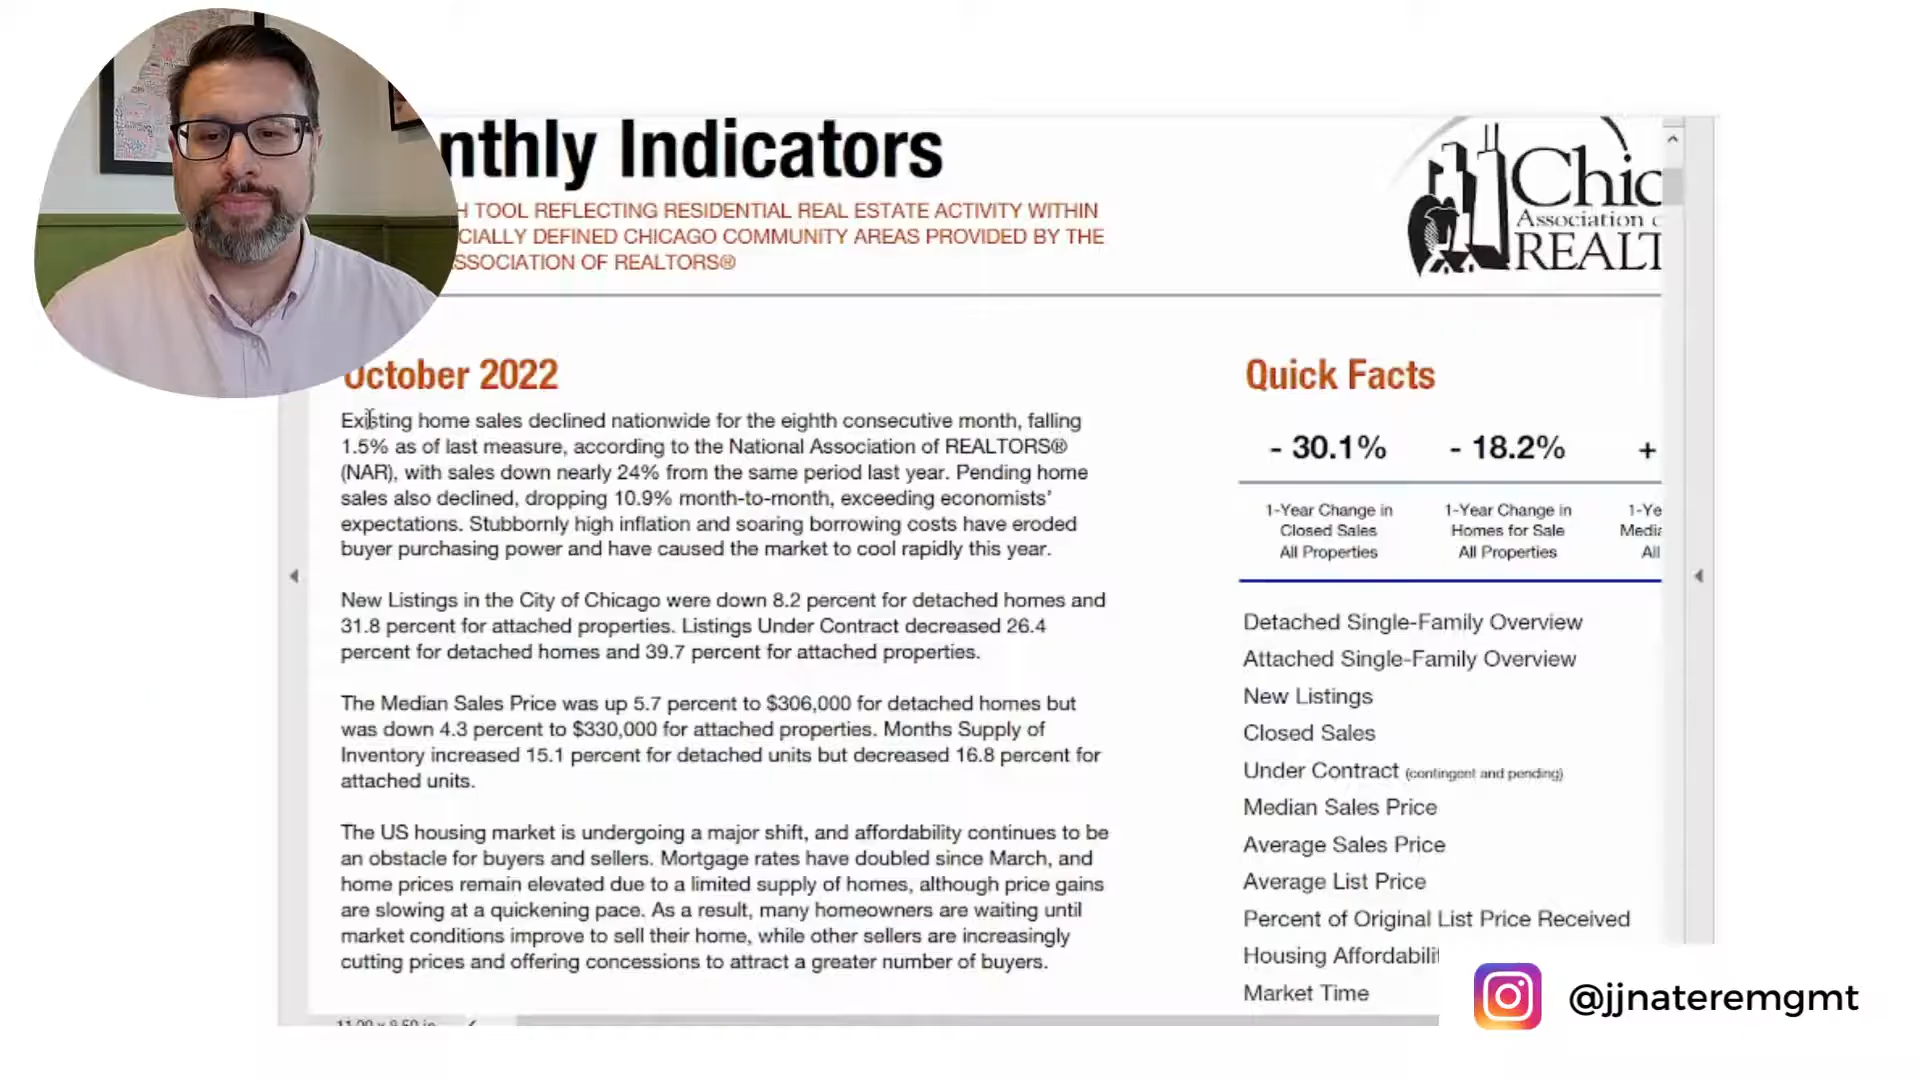 nthly Indicators
H TOOL REFLECTING RESIDENTIAL REAL ESTATE ACTIVITY WITHIN
CIALLY DEFINED CHICAGO COMMUNITY AREAS PROVIDED BY THE
SSOCIATION OF REALTORS®
Chic
Association o
REALT
October 2022
Existing home sales declined nationwide for the eighth consecutive month, falling
1.5% as of last measure, according to the National Association of REALTORS®
(NAR), with sales down nearly 24% from the same period last year. Pending home
sales also declined, dropping 10.9% month-to-month, exceeding economists'
expectations. Stubbornly high inflation and soaring borrowing costs have eroded
buyer purchasing power and have caused the market to cool rapidly this year.
New Listings in the City of Chicago were down 8.2 percent for detached homes and
31.8 percent for attached properties. Listings Under Contract decreased 26.4
percent for detached homes and 39.7 percent for attached properties.
The Median Sales Price was up 5.7 percent to $306,000 for detached homes but
was down 4.3 percent to $330,000 for attached properties. Months Supply of
Inventory increased 15.1 percent for detached units but decreased 16.8 percent for
attached units.
The US housing market is undergoing a major shift, and affordability continues to be
an obstacle for buyers and sellers. Mortgage rates have doubled since March, and
home prices remain elevated due to a limited supply of homes, although price gains
are slowing at a quickening pace. As a result, many homeowners are waiting until
market conditions improve to sell their home, while other sellers are increasingly
cutting prices and offering concessions to attract a greater number of buyers.
Quick Facts
- 30.1% - 18.2% +
1-Year Change in
Closed Sales
All Properties
1-Year Change in
Homes for Sale
All Properties
1-Ye
Media
All
Detached Single-Family Overview
Attached Single-Family Overview
New Listings
Closed Sales
Under Contract (contingent and pending)
Median Sales Price
Average Sales Price
Average List Price
Percent of Original List Price Received
Housing Affordabilit
Market Time
@jjnateremgmt